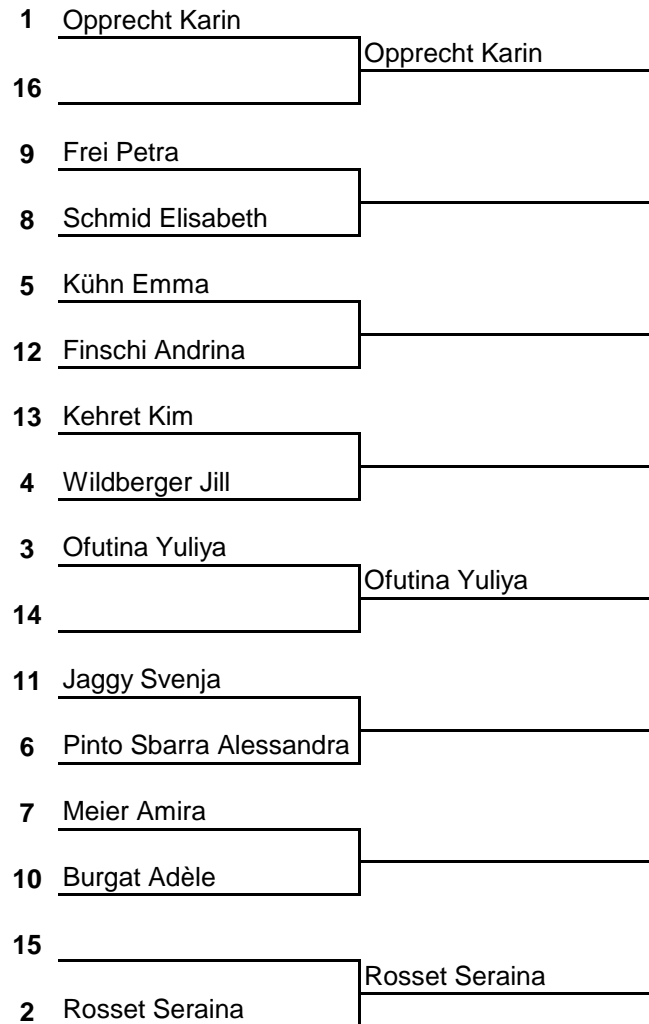 1 Opprecht Karin
Opprecht Karin
16
9 Frei Petra
8 Schmid Elisabeth
5 Kühn Emma
12 Finschi Andrina
13 Kehret Kim
4 Wildberger Jill
3 Ofutina Yuliya
Ofutina Yuliya
14
11 Jaggy Svenja
6 Pinto Sbarra Alessandra
7 Meier Amira
10 Burgat Adèle
15
Rosset Seraina
2 Rosset Seraina